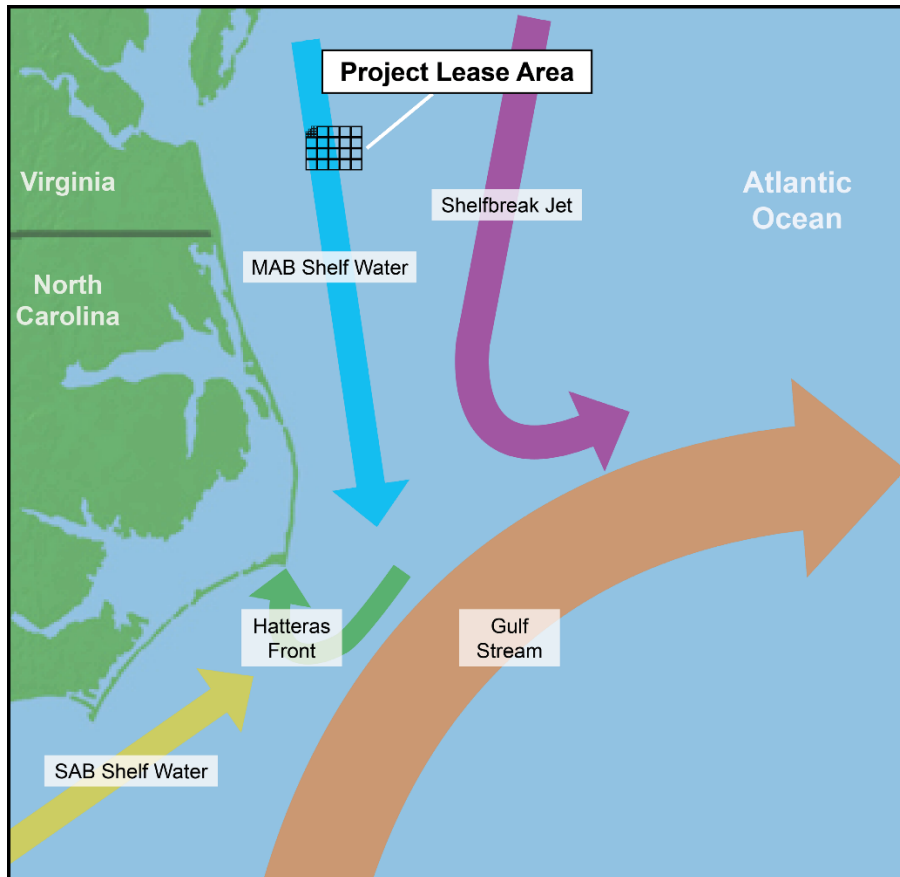 Project Lease Area
Virginia
Shelfbreak Jet
Atlantic
Ocean
MAB Shelf Water
North
Carolina
Hatteras
Front
Gulf
Stream
SAB Shelf Water